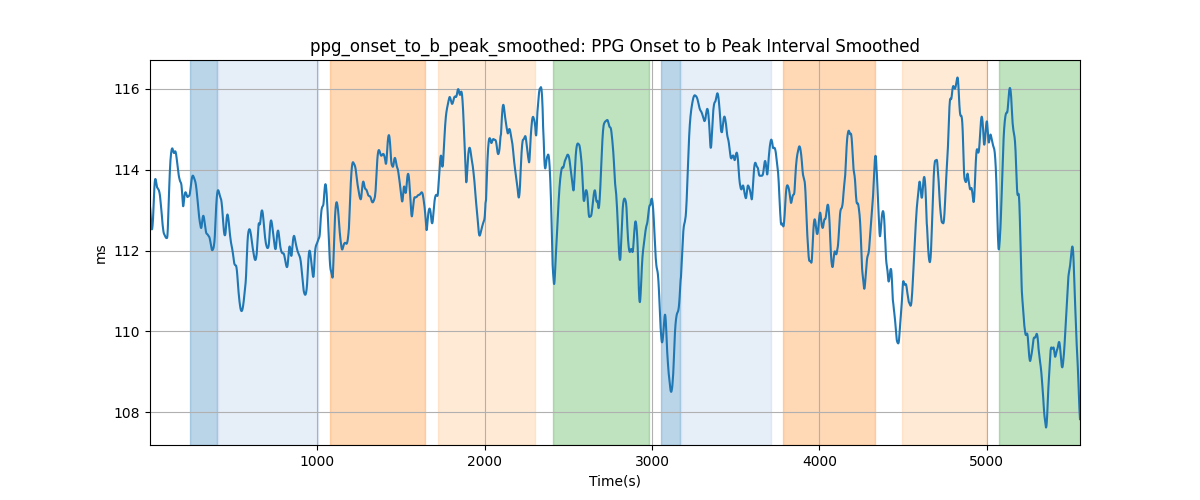 ppg_onset_to_b_peak_smoothed: PPG Onset to b Peak Interval Smoothed
116
114
112
110
108
ms
1000 2000 3000 4000 5000
Time(s)